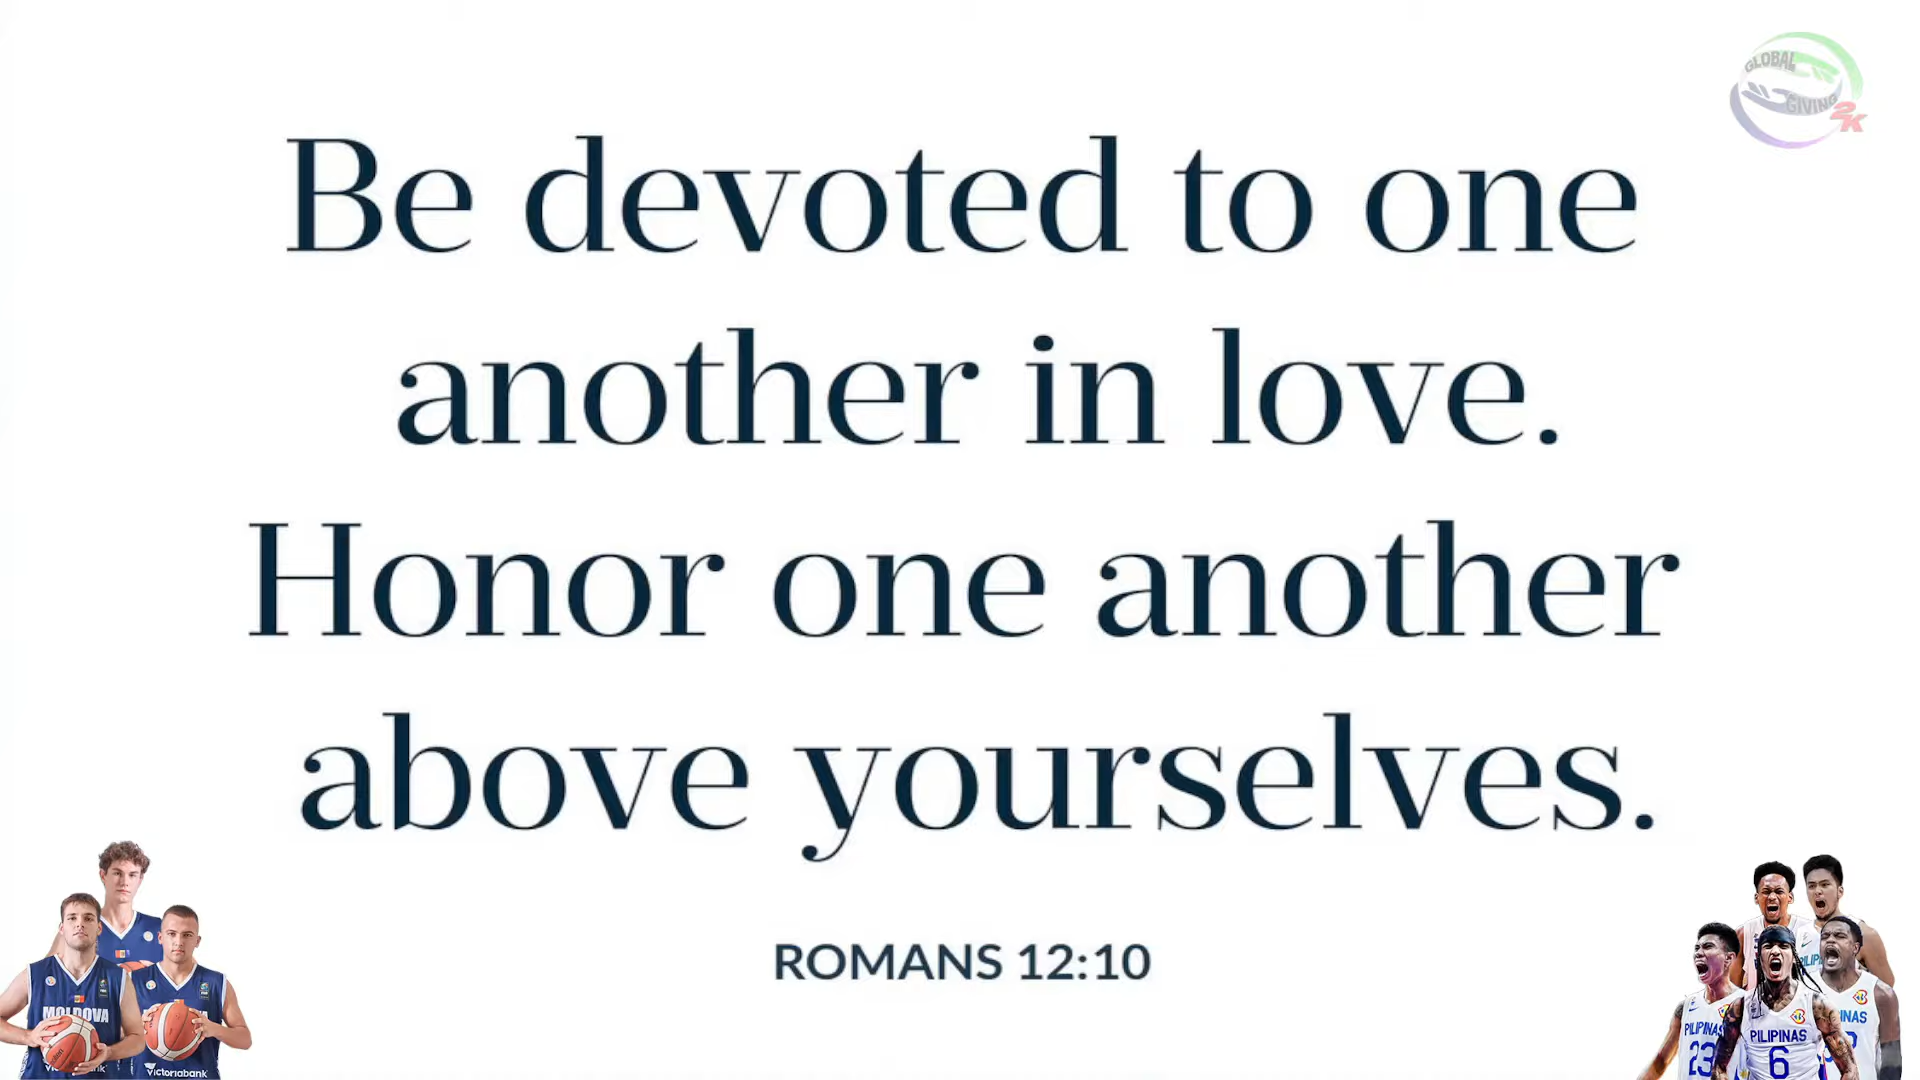 GLOBAL
GIVING
2K
Be devoted to one
another in love.
Honor one another
above yourselves.
ROMANS 12:10
MOLDOVA
victoriabank
PILIPINAS
23
PILIPINAS
6